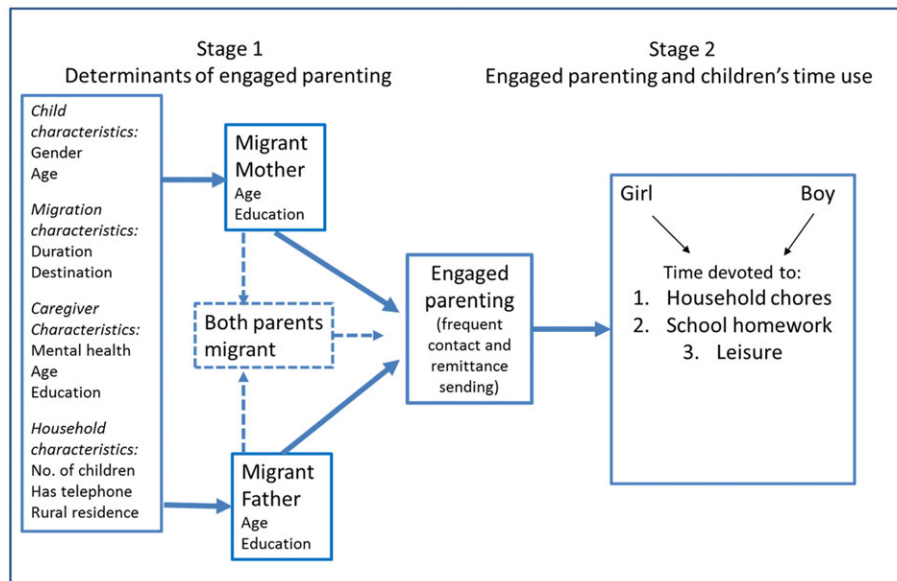 Stage 1
Determinants of engaged parenting
Stage 2
Engaged parenting and children's time use
Child
characteristics:
Gender
Age
Migration
characteristics:
Duration
Destination
Caregiver
Characteristics:
Mental health
Age
Education
Household
characteristics:
No. of children
Has telephone
Rural residence
Migrant
Mother
Age
Education
Both parents
migrant
Migrant
Father
Age
Education
Engaged
parenting
(frequent
contact and
remittance
sending)
Girl Boy
Time devoted to:
1. Household chores
2. School homework
3. Leisure